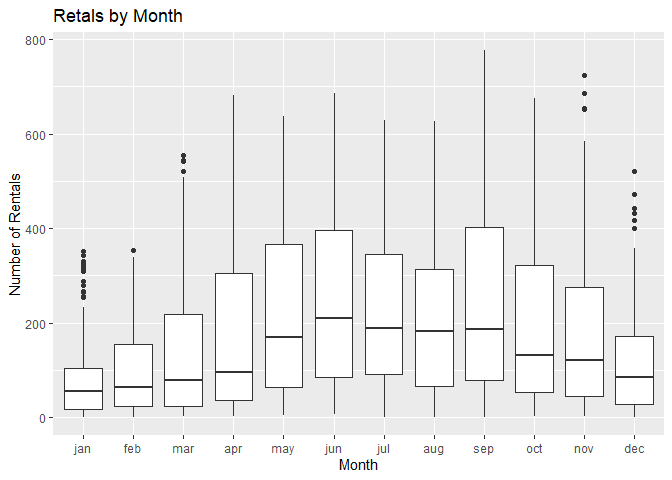 Retals by Month
800
600
400
200
0
Number of Rentals
jan feb mar apr may jun jul aug sep oct nov dec
Month